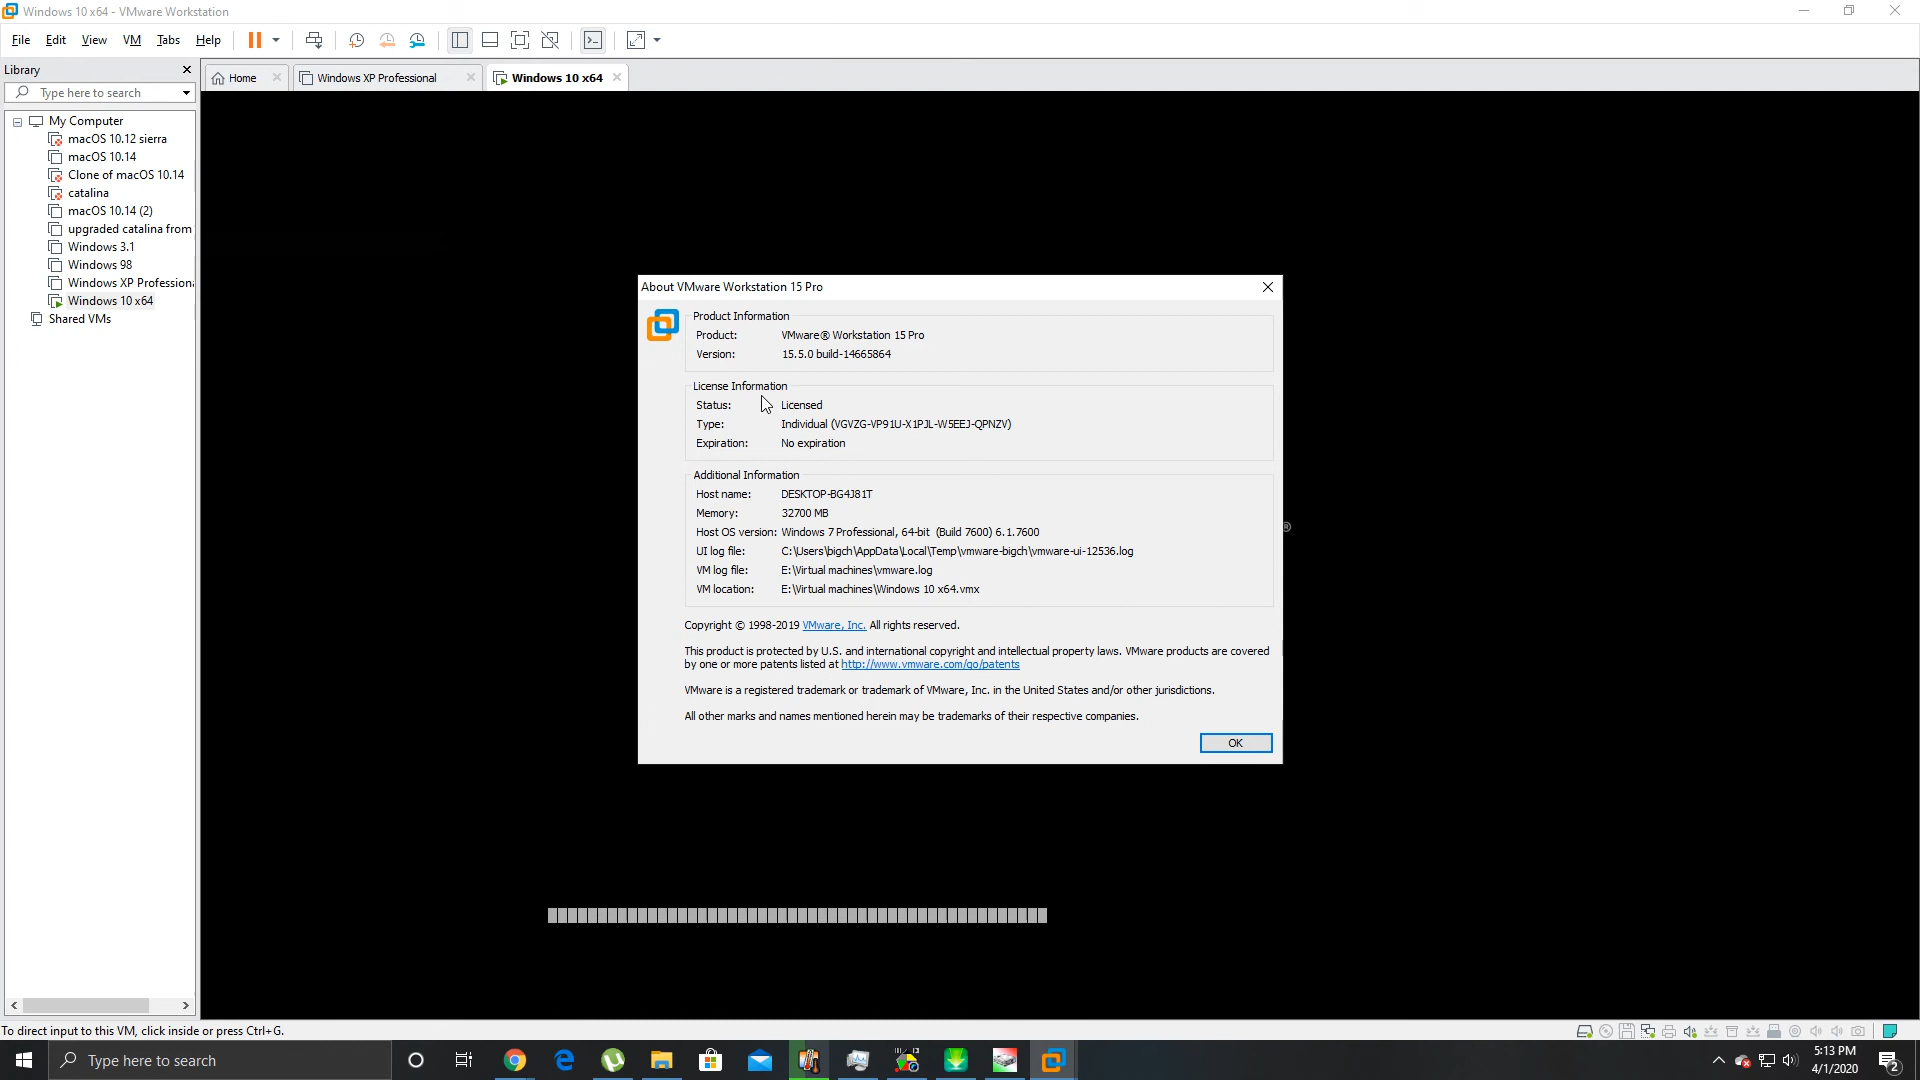 Windows 10 x64 - VMware Workstation
File Edit View VM Tabs Help
Library
Type here to search
Home
Windows XP Professional
Windows 10 x64
My Computer
macOS 10.12 sierra
macOS 10.14
Clone of macOS 10.14
catalina
macOS 10.14 (2)
upgraded catalina from
Windows 3.1
Windows 98
Windows XP Professiona
Windows 10 x64
Shared VMs
About VMware Workstation 15 Pro
Product Information
Product: VMware® Workstation 15 Pro
Version: 15.5.0 build-14665864
License Information
Status: Licensed
Type: Individual (VGVZG-VP91U-X1PJL-W5EEJ-QPNZV)
Expiration: No expiration
Additional Information
Host name: DESKTOP-BG4J81T
Memory: 32700 MB
Host OS version: Windows 7 Professional, 64-bit (Build 7600) 6.1.7600
UI log file: C:\Users\bigch\AppData\Local\Temp\vmware-bigch\vmware-ui-12536.log
VM log file: E:\Virtual machines\vmware.log
VM location: E:\Virtual machines\Windows 10 x64.vmx
Copyright © 1998-2019 VMware, Inc. All rights reserved.
This product is protected by U.S. and international copyright and intellectual property laws. VMware products are covered
by one or more patents listed at http://www.vmware.com/go/patents
VMware is a registered trademark or trademark of VMware, Inc. in the United States and/or other jurisdictions.
All other marks and names mentioned herein may be trademarks of their respective companies.
OK
®
To direct input to this VM, click inside or press Ctrl+G.
Type here to search
5:13 PM
4/1/2020
2